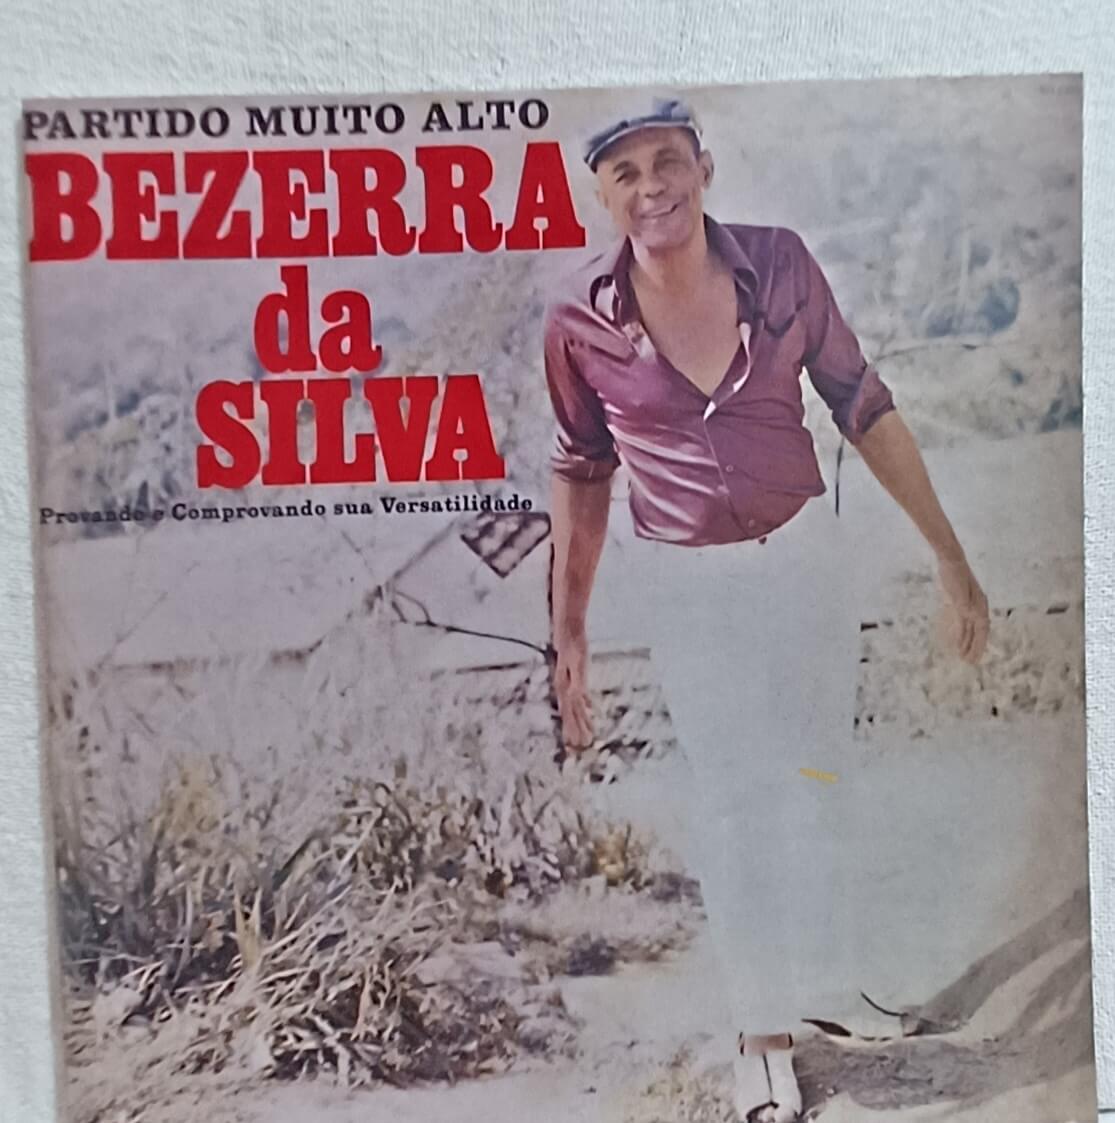 PARTIDO MUITO ALTO
BEZERRA
da
SILVA
Provando e Comprovando sua Versatilidade